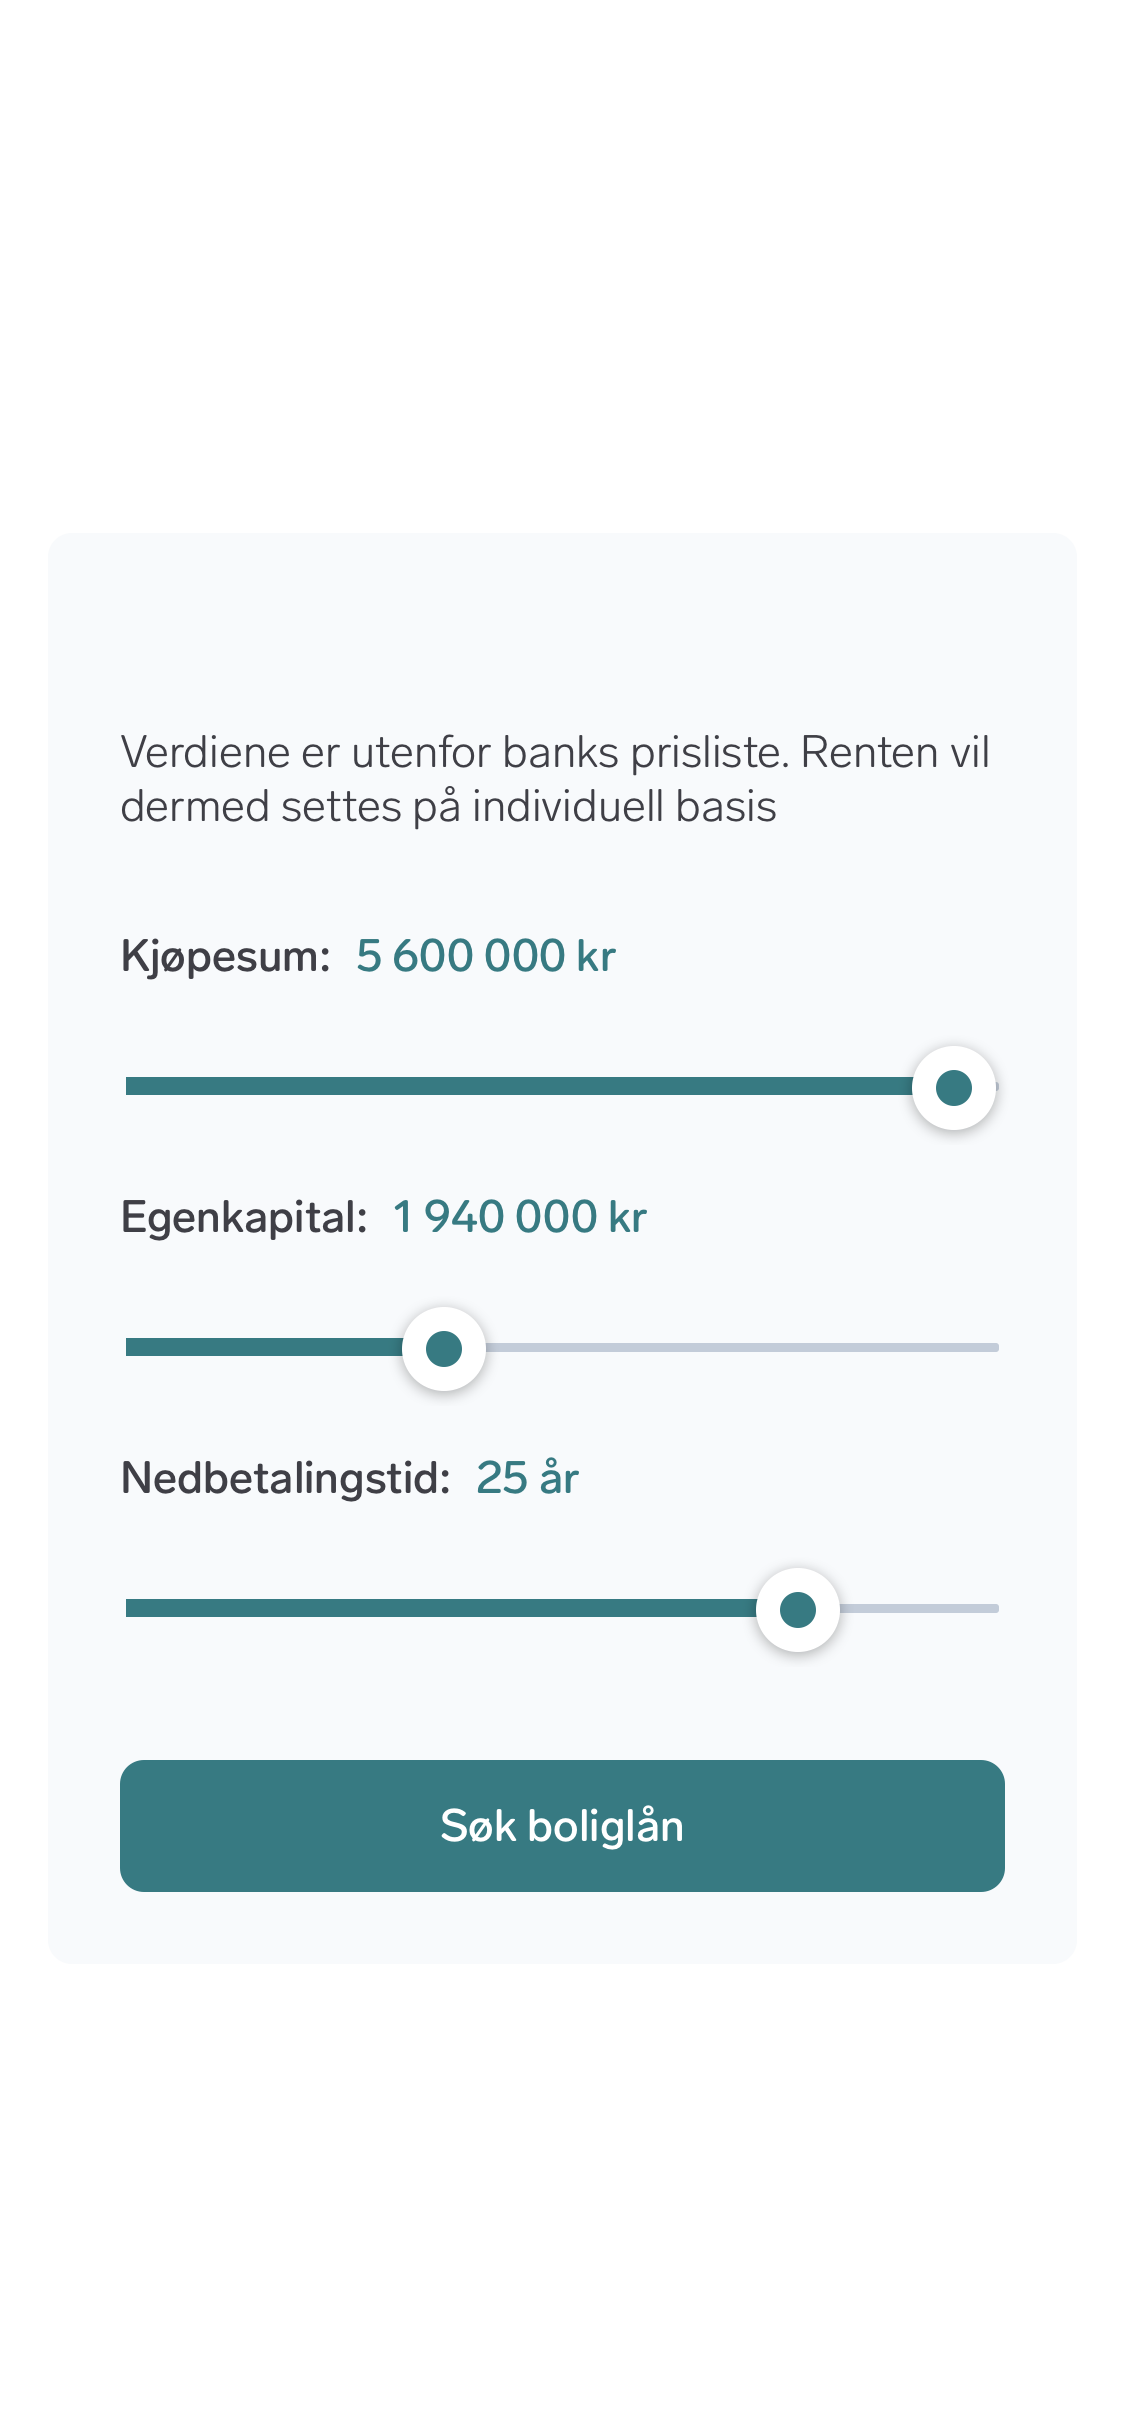 Verdiene er utenfor banks prisliste. Renten vil
dermed settes på individuell basis
Kjøpesum: 5 600 000 kr
Egenkapital: 1 940 000 kr
Nedbetalingstid: 25 år
Søk boliglån